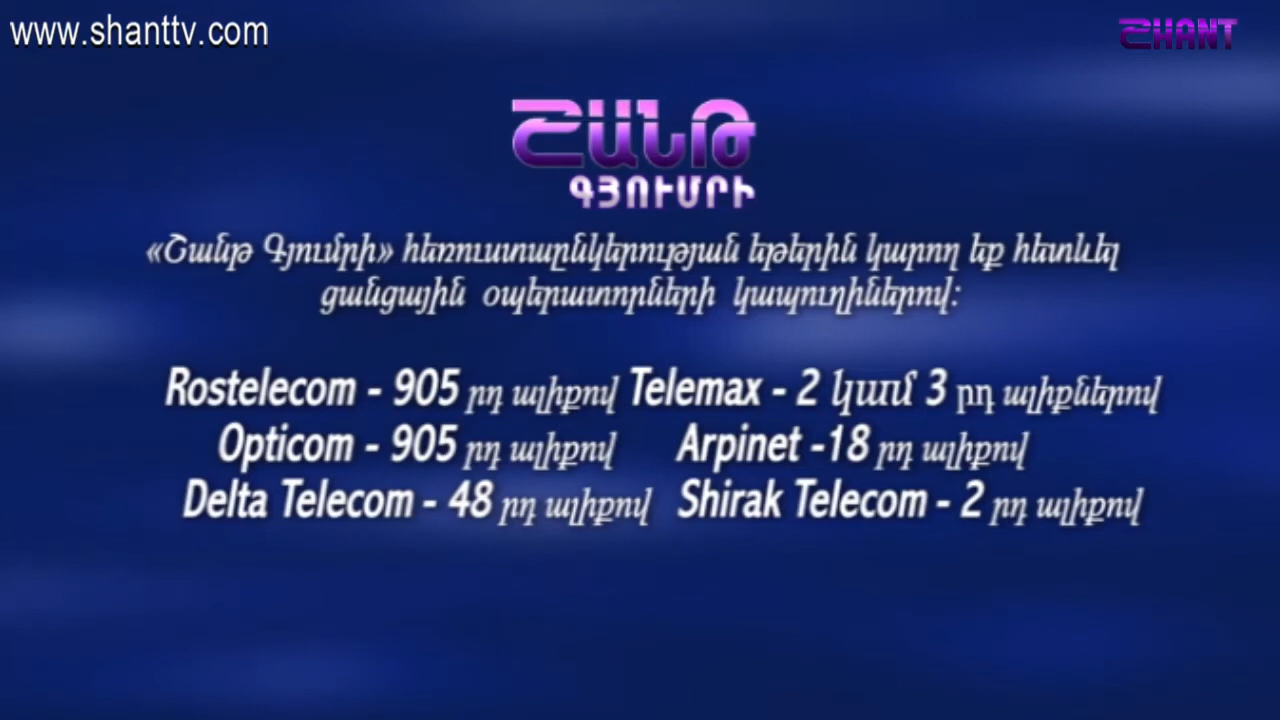 www.shanttv.com
SHANT
ՇԱՆԹ
ԳՅՈՒՄՐԻ
«Շանթ Գյումրի» հեռուստաընկերության եթերին կարող եք հետևել
ցանցային օպերատորների կապուղիներով:
Rostelecom - 905 րդ ալիքով Telemax - 2 կամ 3 րդ ալիքներով
Opticom - 905 րդ ալիքով Arpinet -18 րդ ալիքով
Delta Telecom - 48 րդ ալիքով Shirak Telecom - 2 րդ ալիքով